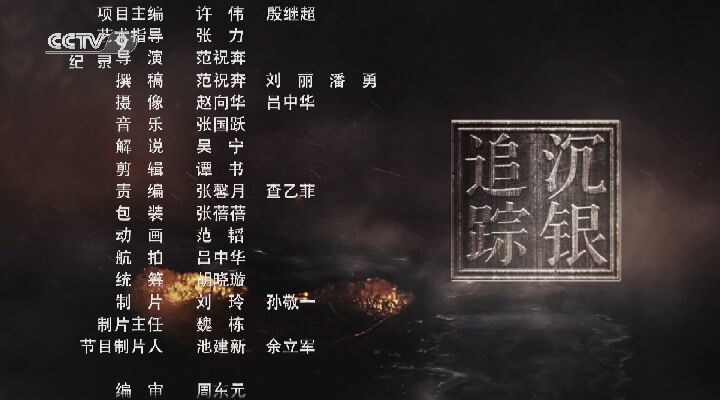 项目主编 许伟 殷继超
CCTV 9
纪录
艺术指导 张力
导演 范祝奔
撰稿 范祝奔 刘丽 潘勇
摄像 赵向华 吕中华
音乐 张国跃
解说 吴宁
剪辑 谭书
责编 张馨月 查乙菲
包装 张蓓蓓
动画 范韬
航拍 吕中华
统筹 胡晓璇
制片 刘玲 孙敬一
制片主任 魏栋
节目制片人 池建新 余立军
编审 周东元
沉银
追踪